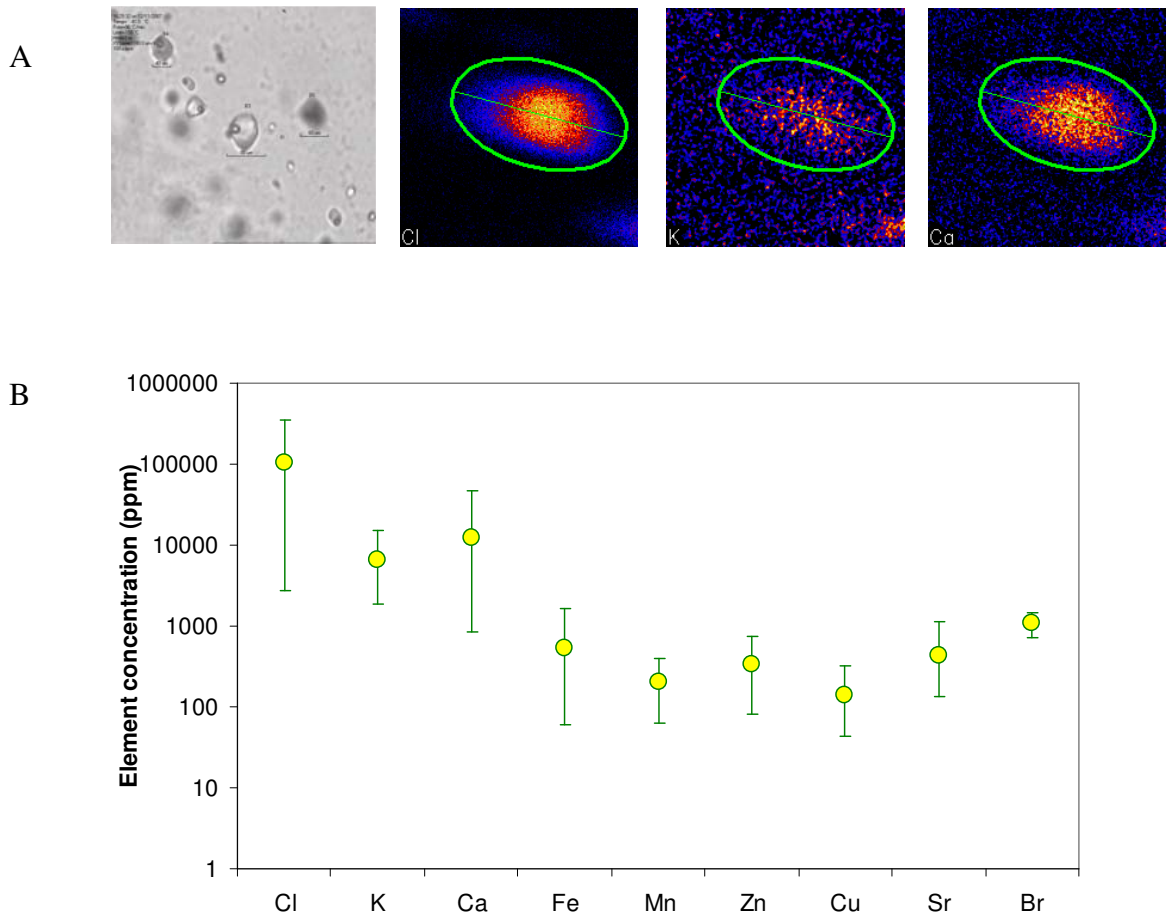 A
Cl
K
Ca
B
Element concentration (ppm)
1000000
100000
10000
1000
100
10
1
Cl K Ca Fe Mn Zn Cu Sr Br